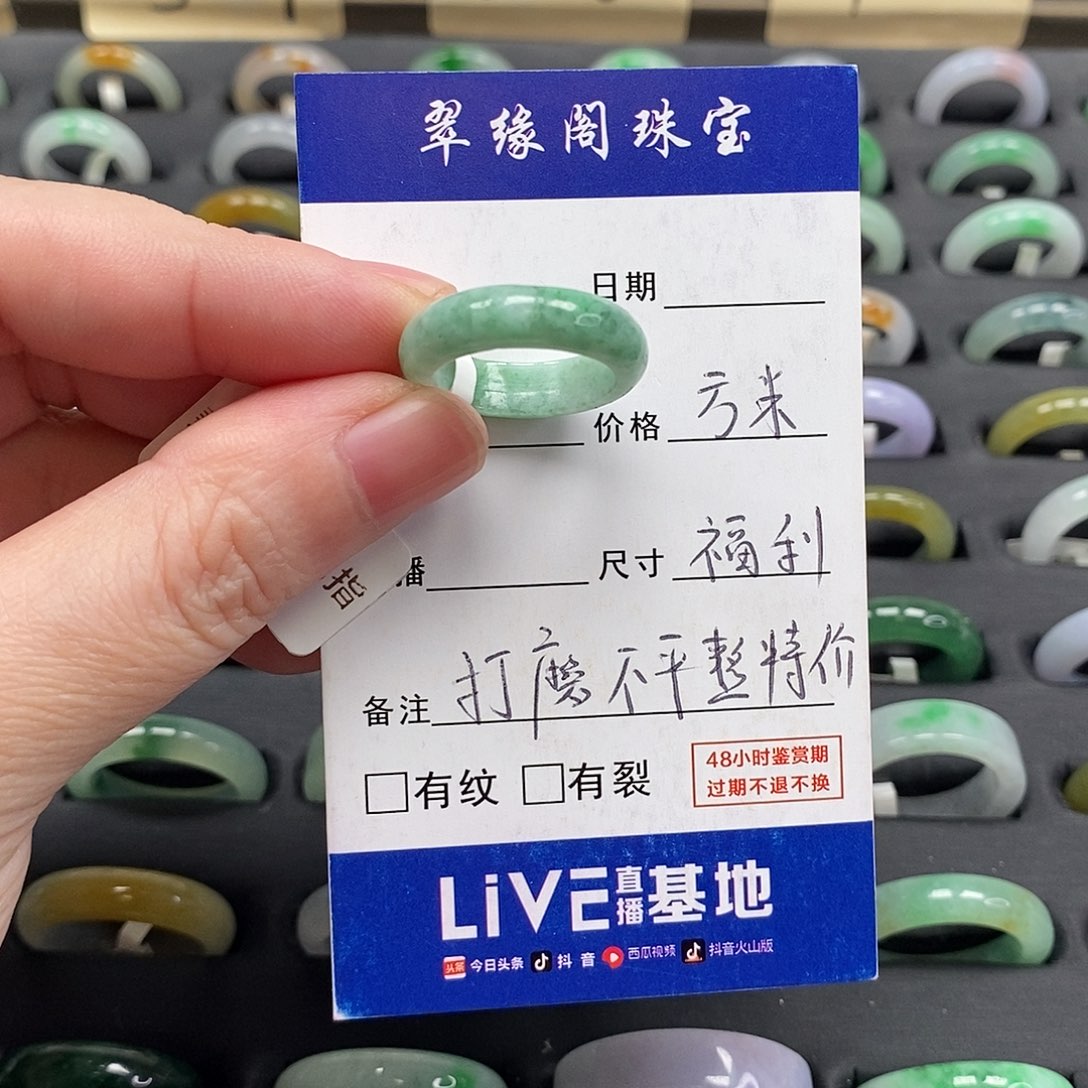 翠缘阁珠宝
日期
价格 亏米
播 尺寸 福利
指
备注 打磨不平整特价
有纹 有裂
48小时鉴赏期
过期不退不换
LiVE直播基地
头条 今日头条 抖音 西瓜视频 抖音火山版